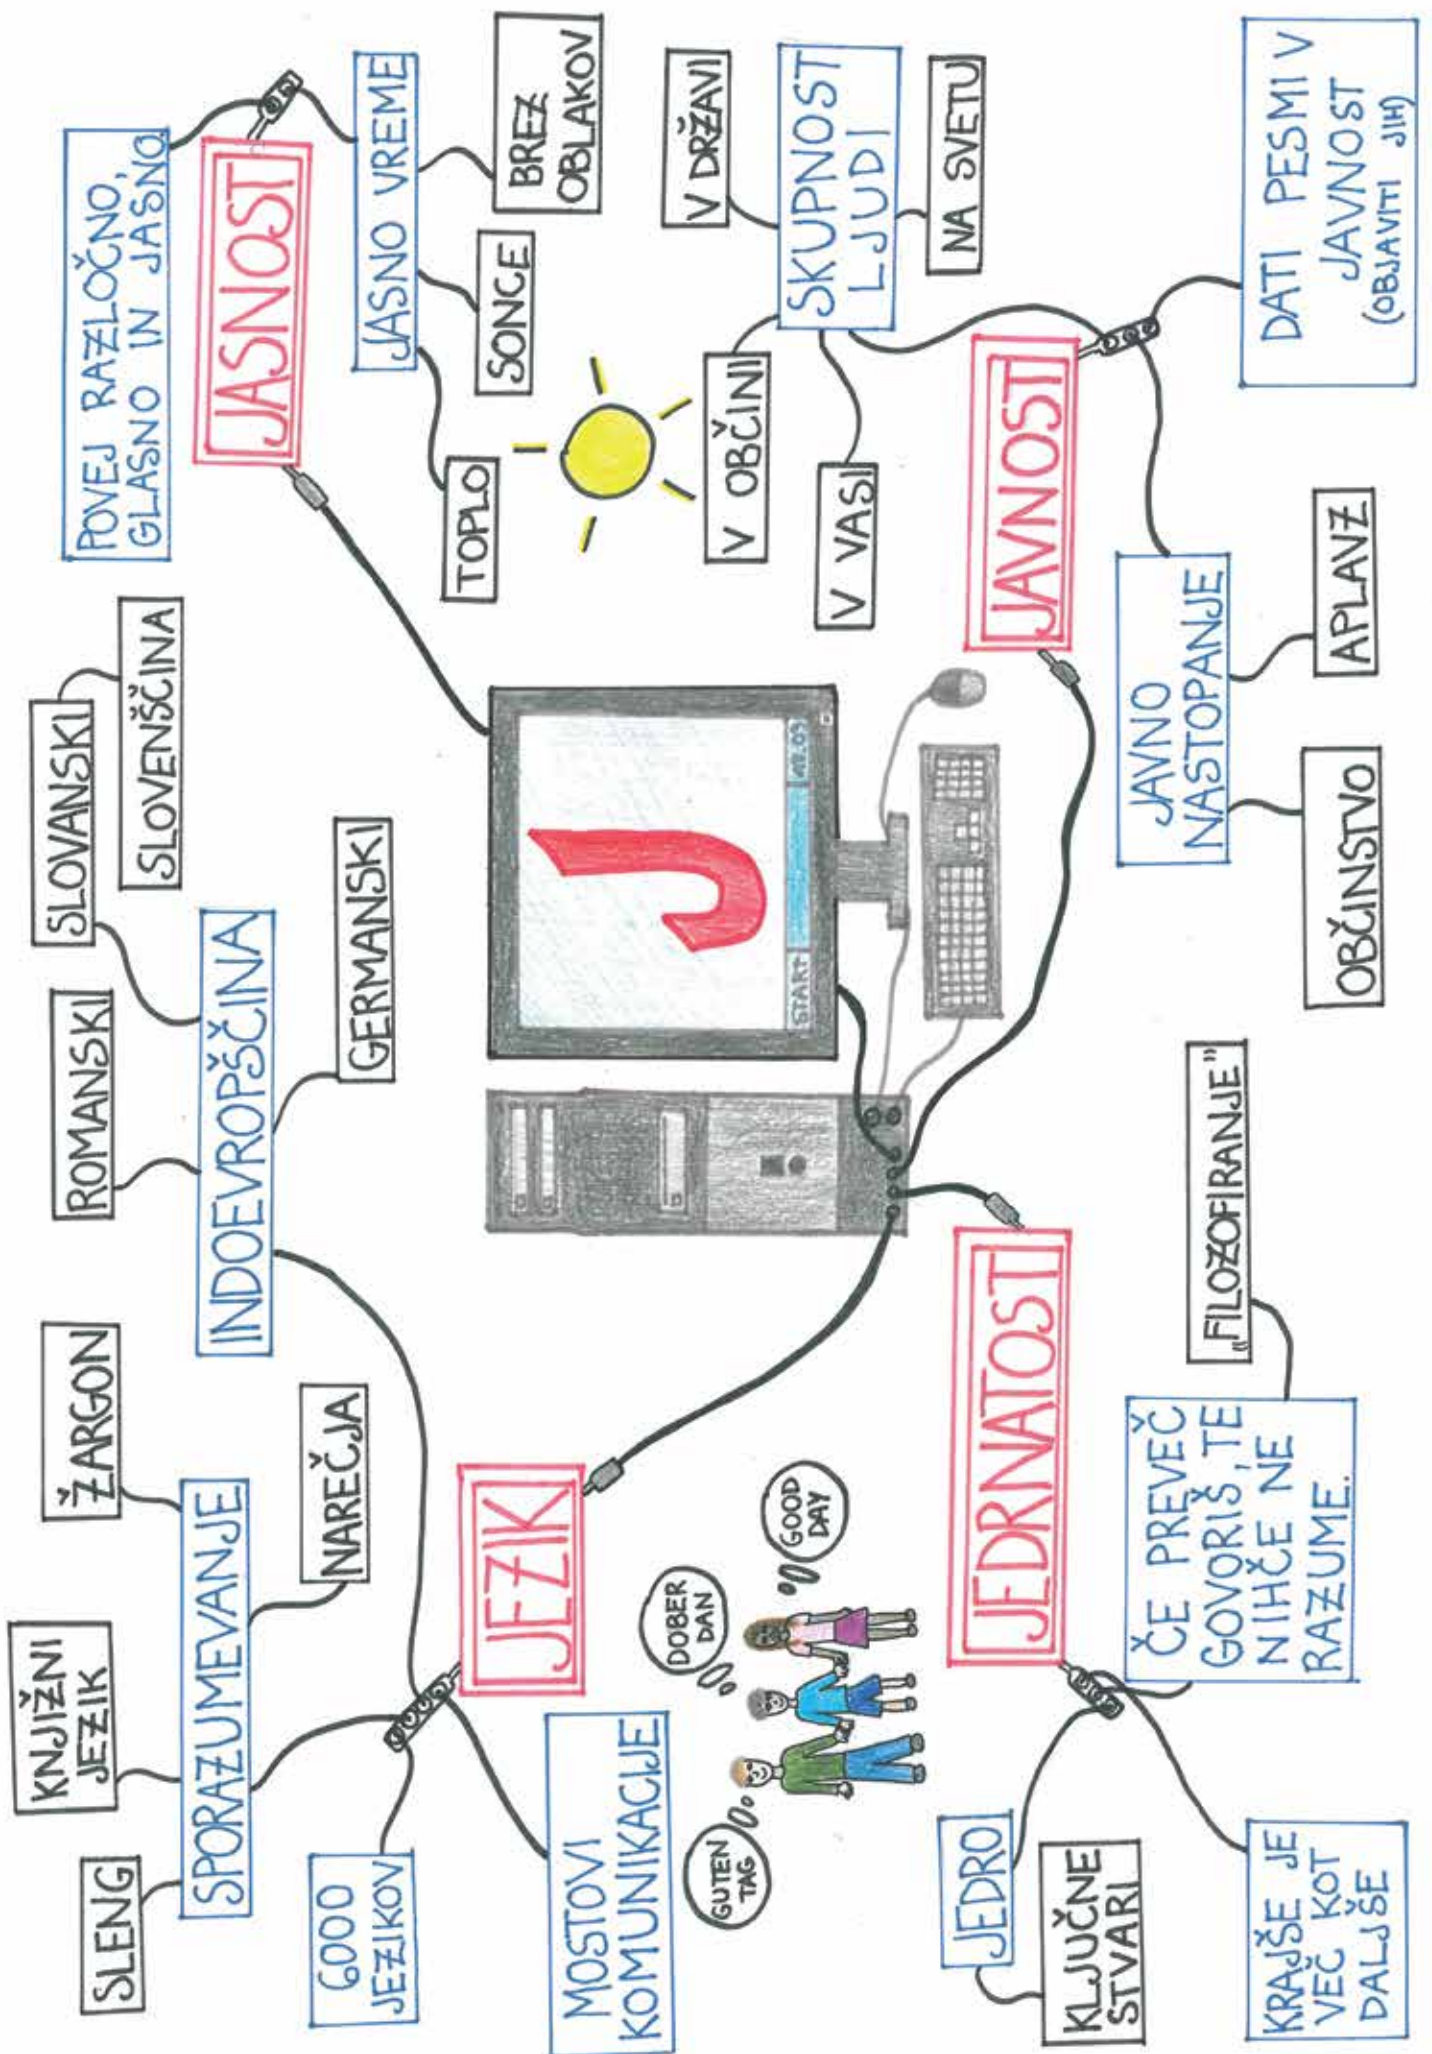 SLENG
KNJIŽNI
JEZIK
ŽARGON
SPORAZUMEVANJE
NAREČJA
6000
JEZIKOV
MOSTOVI
KOMUNIKACIJE
JEZIK
ROMANSKI
SLOVANSKI
SLOVENŠČINA
INDOEVROPŠČINA
GERMANSKI
POVEJ RAZLOČNO,
GLASNO IN JASNO.
JASNOST
JASNO VREME
TOPLO
SONCE
BREZ
OBLAKOV
GUTEN
TAG
DOBER
DAN
GOOD
DAY
J
START
V OBČINI
V DRŽAVI
V VASI
SKUPNOST
LJUDI
NA SVETU
JEDRNATOST
JEDRO
KLJUČNE
STVARI
KRAJŠE JE
VEČ KOT
DALJŠE
ČE PREVEČ
GOVORIŠ, TE
NIHČE NE
RAZUME.
„FILOZOFIRANJE”
JAVNOST
JAVNO
NASTOPANJE
OBČINSTVO
APLAVZ
DATI PESMI V
JAVNOST
(OBJAVITI JIH)